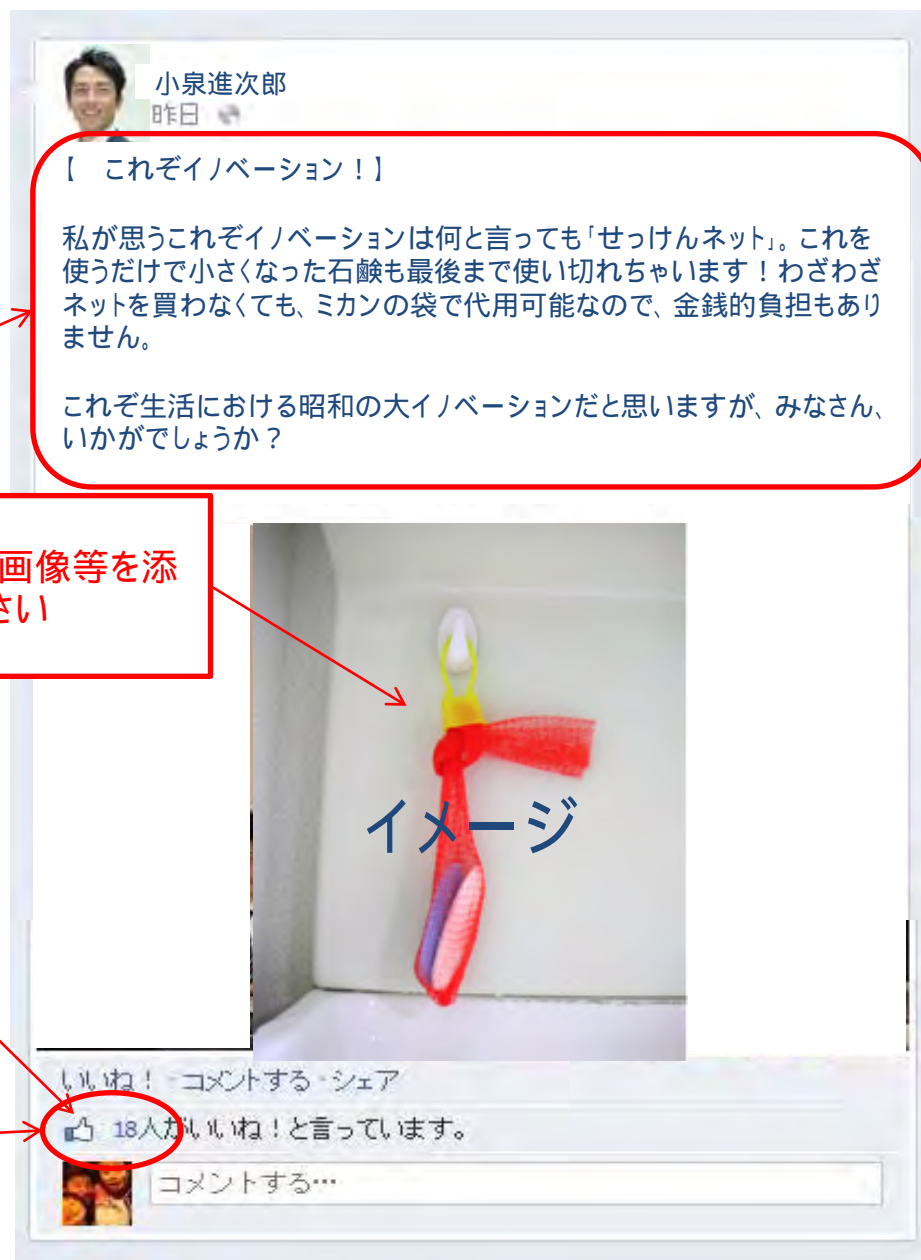 小泉進次郎
昨日
【　これぞイノベーション！】
私が思うこれぞイノベーションは何と言っても「せっけんネット」。これを
使うだけで小さくなった石鹸も最後まで使い切れちゃいます！わざわざ
ネットを買わなくても、ミカンの袋で代用可能なので、金銭的負担もあり
ません。
これぞ生活における昭和の大イノベーションだと思いますが、みなさん、
いかがでしょうか？
画像等を添
さい
イメージ
いいね！・コメントする・シェア
18人がいいね！と言っています。
コメントする…